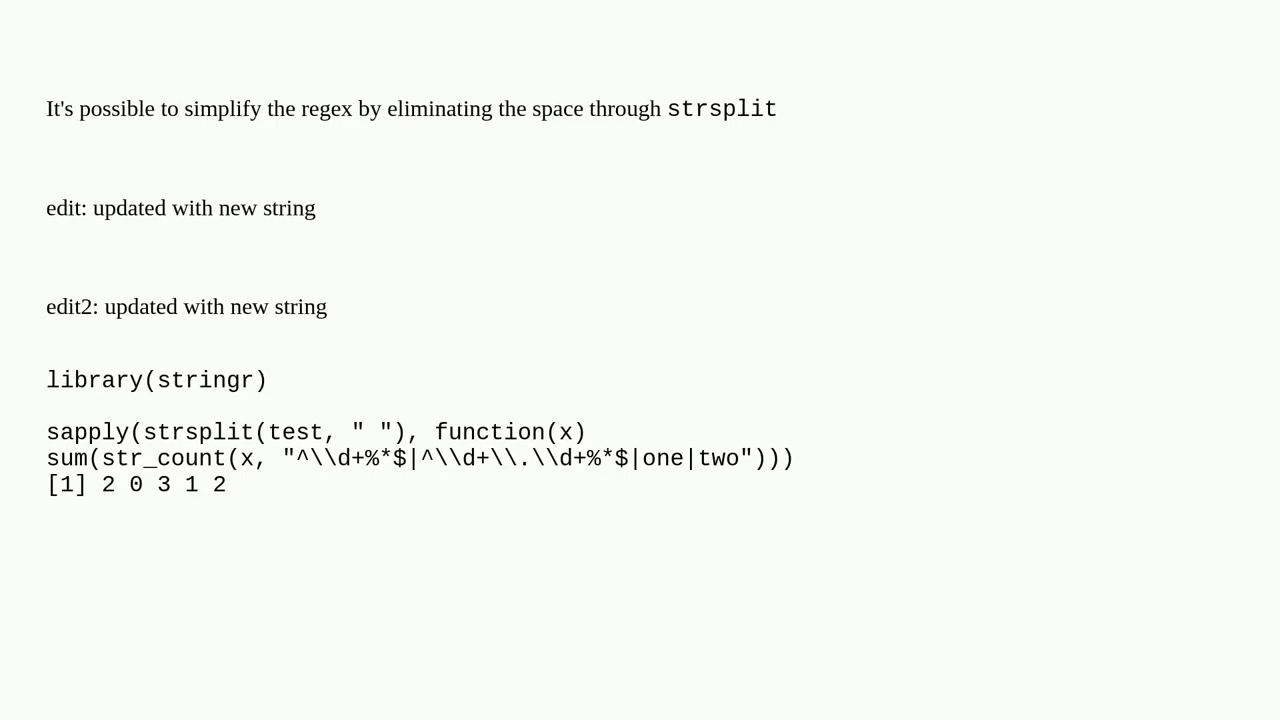 It's possible to simplify the regex by eliminating the space through strsplit
edit: updated with new string
edit2: updated with new string
library(stringr)
sapply(strsplit(test, " "), function(x)
sum(str_count(x, "^\\d+%*$|^\\d+\\.\\d+%*$|one|two")))
[1] 2 0 3 1 2